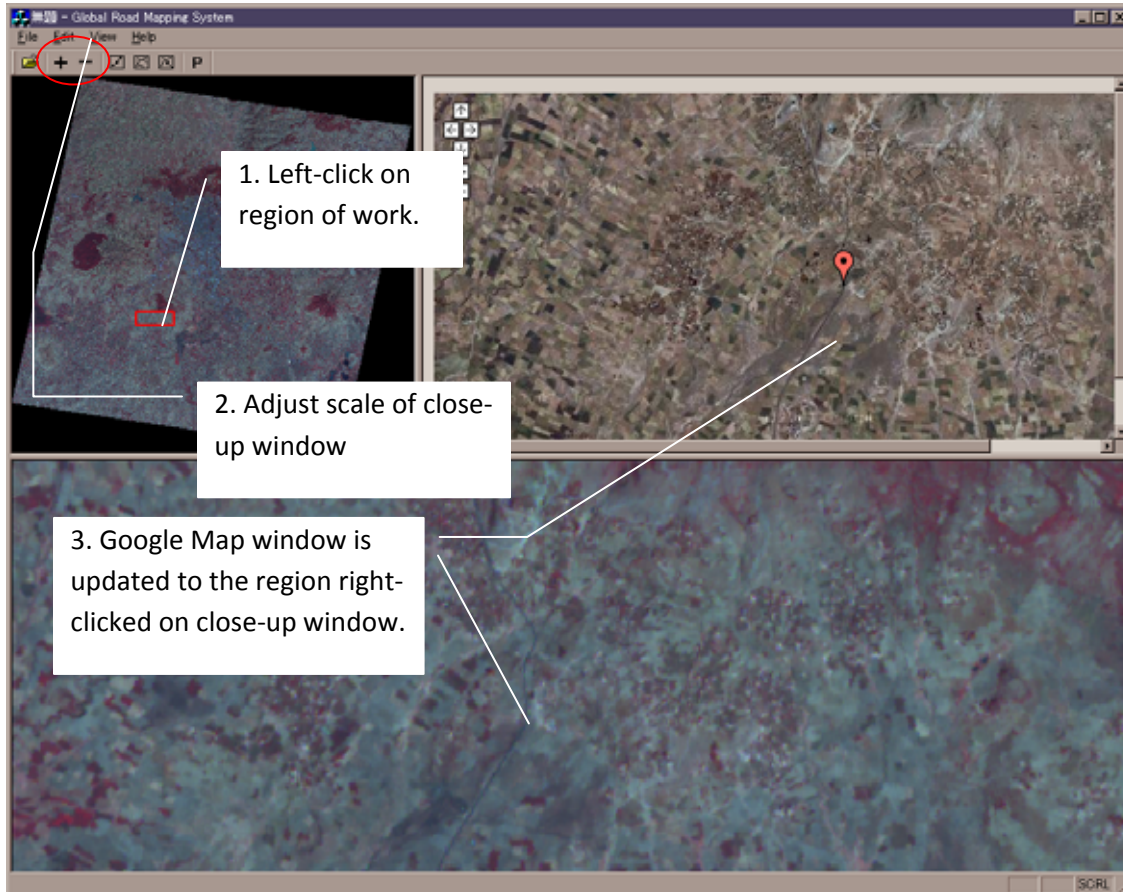 無題 - Global Road Mapping System
File Edit View Help
P
1. Left-click on
region of work.
2. Adjust scale of close-
up window
3. Google Map window is
updated to the region right-
clicked on close-up window.
SCRL